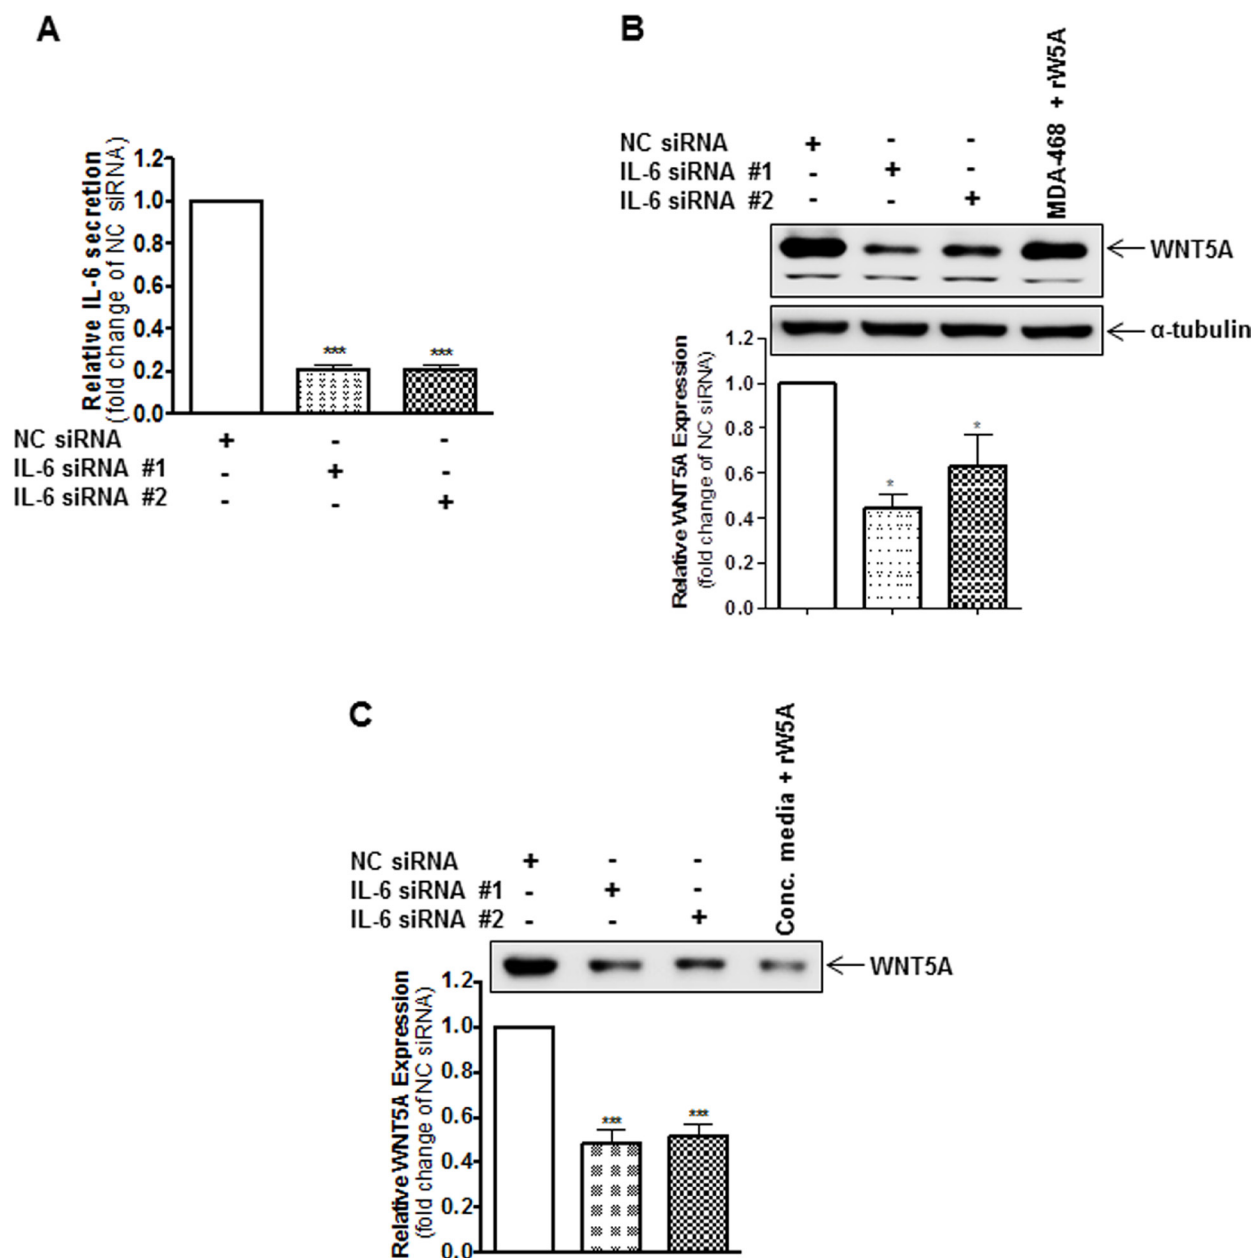 A
Relative IL-6 secretion
(fold change of NC siRNA)
1.2
1.0
0.8
0.6
0.4
0.2
0.0
*** ***
NC siRNA + - -
IL-6 siRNA #1 - + -
IL-6 siRNA #2 - - +
B
MDA-468 + rW5A
NC siRNA + - -
IL-6 siRNA #1 - + -
IL-6 siRNA #2 - - +
WNT5A
α-tubulin
Relative WNT5A Expression
(fold change of NC siRNA)
1.2
1.0
0.8
0.6
0.4
0.2
0.0
* *
C
Conc. media + rW5A
NC siRNA + - -
IL-6 siRNA #1 - + -
IL-6 siRNA #2 - - +
WNT5A
Relative WNT5A Expression
(fold change of NC siRNA)
1.2
1.0
0.8
0.6
0.4
0.2
0.0
*** ***